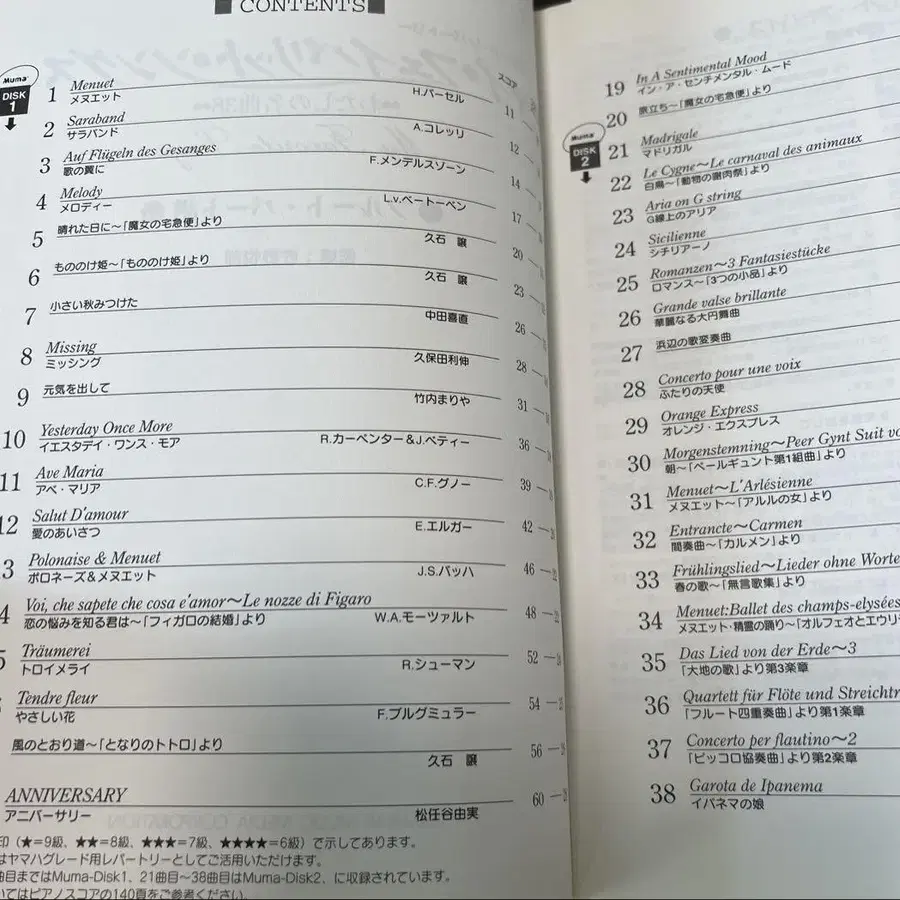 CONTENTS
スコア
Muma
DISK
1
1 Menuet
メヌエット H.パーセル 11
2 Saraband
サラバンド A.コレッリ 12
3 Auf Flügeln des Gesanges
歌の翼に F.メンデルスゾーン 14
4 Melody
メロディー L.v.ベートーベン 17
5 晴れた日に〜「魔女の宅急便」より
久石 譲 20
6 もののけ姫〜「もののけ姫」より
久石 譲 23
7 小さい秋みつけた
中田喜直 26
8 Missing
ミッシング 久保田利伸 28
9 元気を出して
竹内まりや 31
10 Yesterday Once More
イエスタデイ・ワンス・モア R.カーペンター&J.ベティー 36
11 Ave Maria
アベ・マリア C.F.グノー 39
12 Salut D'amour
愛のあいさつ E.エルガー 42
3 Polonaise & Menuet
ポロネーズ&メヌエット J.S.バッハ 46
4 Voi, che sapete che cosa e'amor〜Le nozze di Figaro
恋の悩みを知る君は〜「フィガロの結婚」より W.A.モーツァルト 48
5 Träumerei
トロイメライ R.シューマン 52
Tendre fleur
やさしい花 F.ブルグミュラー 54
風のとおり道〜「となりのトトロ」より
久石 譲 56
ANNIVERSARY
アニバーサリー 松任谷由実 60
印(★=9級、★★=8級、★★★=7級、★★★★=6級)で示してあります。
はヤマハグレード用レパートリーとしてご活用いただけます。
曲目まではMuma-Disk1、21曲目〜38曲目はMuma-Disk2、に収録されています。
いてはピアノスコアの140頁をご参考ください。
19 In A Sentimental Mood
イン・ア・センチメンタル・ムード
20 旅立ち〜「魔女の宅急便」より
Muma
DISK
2
21 Madrigale
マドリガル
22 Le Cygne〜Le carnaval des animaux
白鳥〜「動物の謝肉祭」より
23 Aria on G string
G線上のアリア
24 Sicilienne
シチリアーノ
25 Romanzen〜3 Fantasiestücke
ロマンス〜「3つの小品」より
26 Grande valse brillante
華麗なる大円舞曲
27 浜辺の歌変奏曲
28 Concerto pour une voix
ふたりの天使
29 Orange Express
オレンジ・エクスプレス
30 Morgenstemning〜Peer Gynt Suit
朝〜「ペールギュント第1組曲」より
31 Menuet〜L'Arlésienne
メヌエット〜「アルルの女」より
32 Entrancte〜Carmen
間奏曲〜「カルメン」より
33 Frühlingslied〜Lieder ohne Worte
春の歌〜「無言歌集」より
34 Menuet:Ballet des champs-elysées
メヌエット・精霊の踊り〜「オルフェオとエウリ
35 Das Lied von der Erde〜3
「大地の歌」より第3楽章
36 Quartett für Flöte und Streichtr
「フルート四重奏曲」より第1楽章
37 Concerto per flautino〜2
「ピッコロ協奏曲」より第2楽章
38 Garota de Ipanema
イパネマの娘